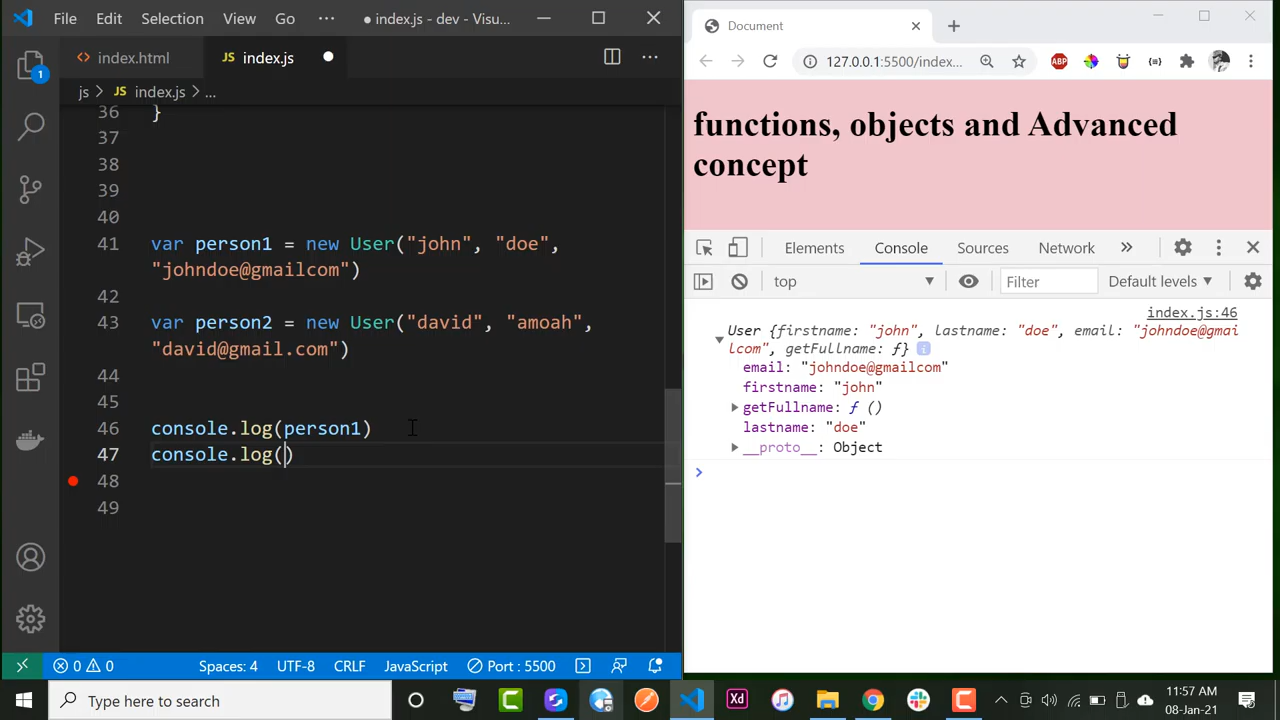 File Edit Selection View Go ··· ● index.js - dev - Visu...
index.html JS index.js
js > JS index.js > ...
36 }
37
38
39
40
41 var person1 = new User("john", "doe",
"johndoe@gmailcom")
42
43 var person2 = new User("david", "amoah",
"david@gmail.com")
44
45
46 console.log(person1)
47 console.log()
48
49
1
0 0 Spaces: 4 UTF-8 CRLF JavaScript Port : 5500
Document
127.0.0.1:5500/index...
ABP
functions, objects and Advanced
concept
Elements Console Sources Network
top Filter Default levels
index.js:46
User {firstname: "john", lastname: "doe", email: "johndoe@gmai
lcom", getFullname: ƒ}
email: "johndoe@gmailcom"
firstname: "john"
getFullname: ƒ ()
lastname: "doe"
__proto__: Object
Type here to search
Xd
11:57 AM
08-Jan-21